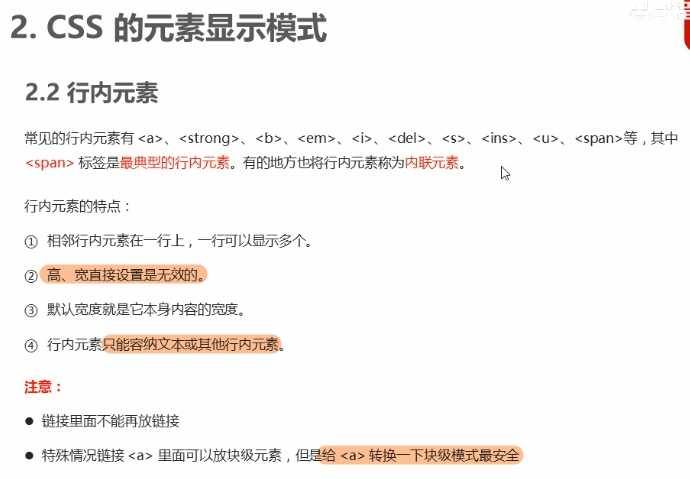 2. CSS 的元素显示模式
2.2 行内元素
常见的行内元素有 <a>、<strong>、<b>、<em>、<i>、<del>、<s>、<ins>、<u>、<span>等，其中
<span> 标签是最典型的行内元素。有的地方也将行内元素称为内联元素。
行内元素的特点：
① 相邻行内元素在一行上，一行可以显示多个。
② 高、宽直接设置是无效的。
③ 默认宽度就是它本身内容的宽度。
④ 行内元素只能容纳文本或其他行内元素。
注意：
● 链接里面不能再放链接
● 特殊情况链接 <a> 里面可以放块级元素，但是给 <a> 转换一下块级模式最安全